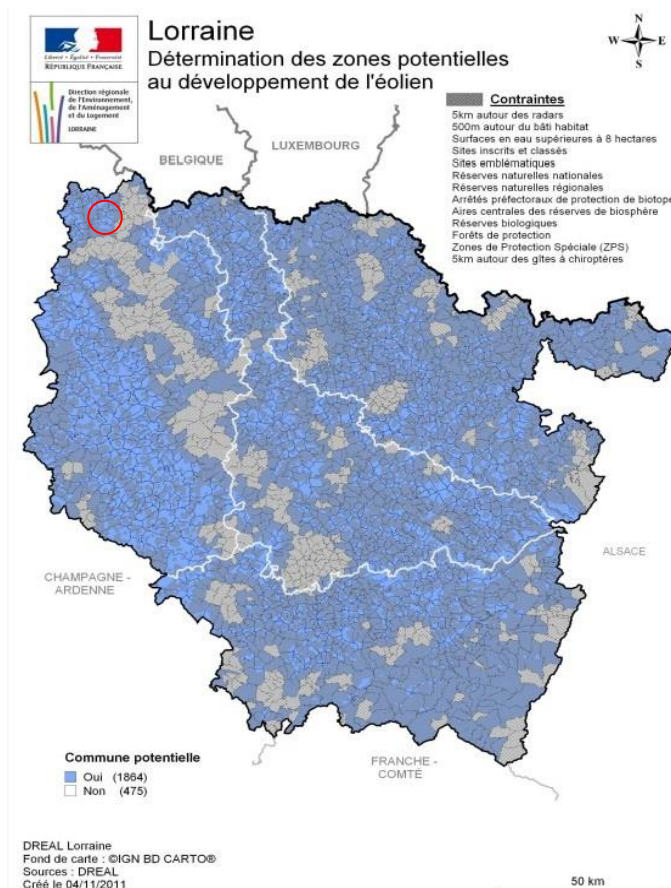 Lorraine
Détermination des zones potentielles
au développement de l'éolien
N
W E
S
Liberté • Égalité • Fraternité
RÉPUBLIQUE FRANÇAISE
Direction régionale
de l'Environnement,
de l'Aménagement
et du Logement
LORRAINE
Contraintes
5km autour des radars
500m autour du bâti habitat
Surfaces en eau supérieures à 8 hectares
Sites inscrits et classés
Sites emblématiques
Réserves naturelles nationales
Réserves naturelles régionales
Arrêtés préfectoraux de protection de biotope
Aires centrales des réserves de biosphère
Réserves biologiques
Forêts de protection
Zones de Protection Spéciale (ZPS)
5km autour des gîtes à chiroptères
LUXEMBOURG
BELGIQUE
ALSACE
CHAMPAGNE -
ARDENNE
FRANCHE -
COMTÉ
Commune potentielle
Oui (1864)
Non (475)
DREAL Lorraine
Fond de carte : ©IGN BD CARTO®
Sources : DREAL
Créé le 04/11/2011
50 km